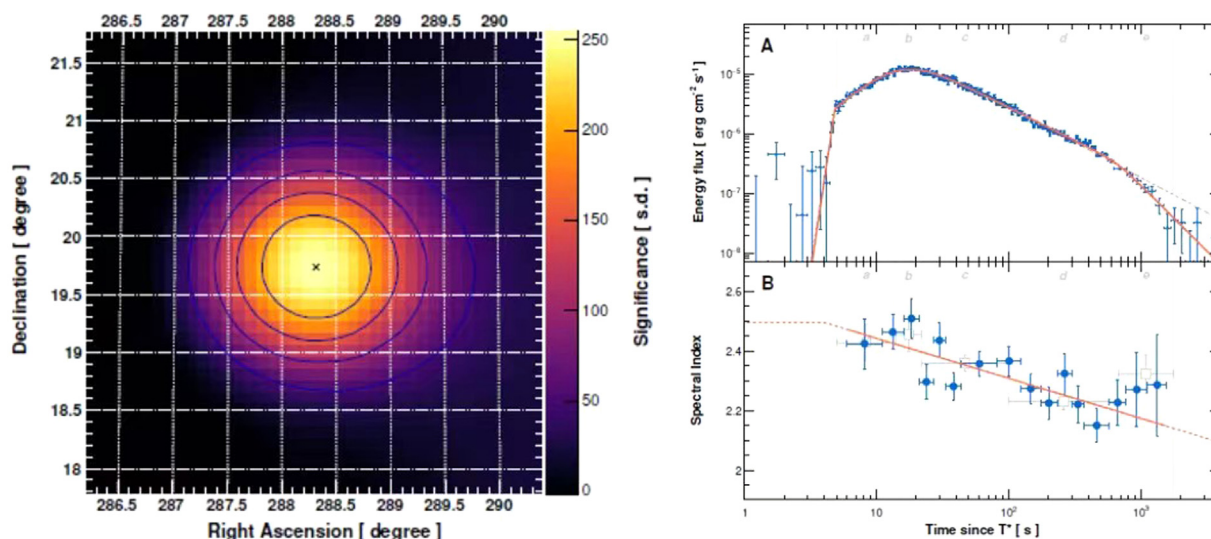 286.5 287 287.5 288 288.5 289 289.5 290
250
200
150
100
50
0
Significance [ s.d. ]
21.5
21
20.5
20
19.5
19
18.5
18
Declination [ degree ]
286.5 287 287.5 288 288.5 289 289.5 290
Right Ascension [ degree ]
A
a b c d e
10⁻⁵
10⁻⁶
10⁻⁷
10⁻⁸
Energy flux [ erg cm⁻² s⁻¹ ]
B
a b c d e
2.6
2.4
2.2
2
Spectral Index
1 10 10² 10³
Time since T* [ s ]